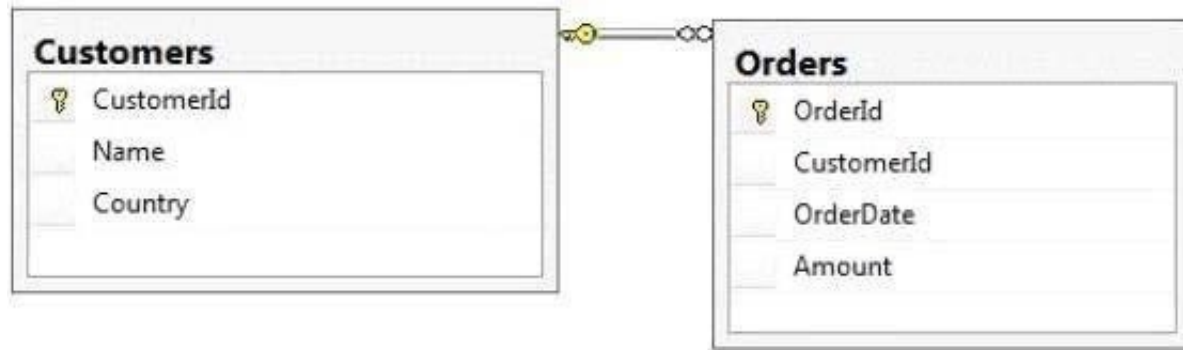 Customers
CustomerId
Name
Country
Orders
OrderId
CustomerId
OrderDate
Amount